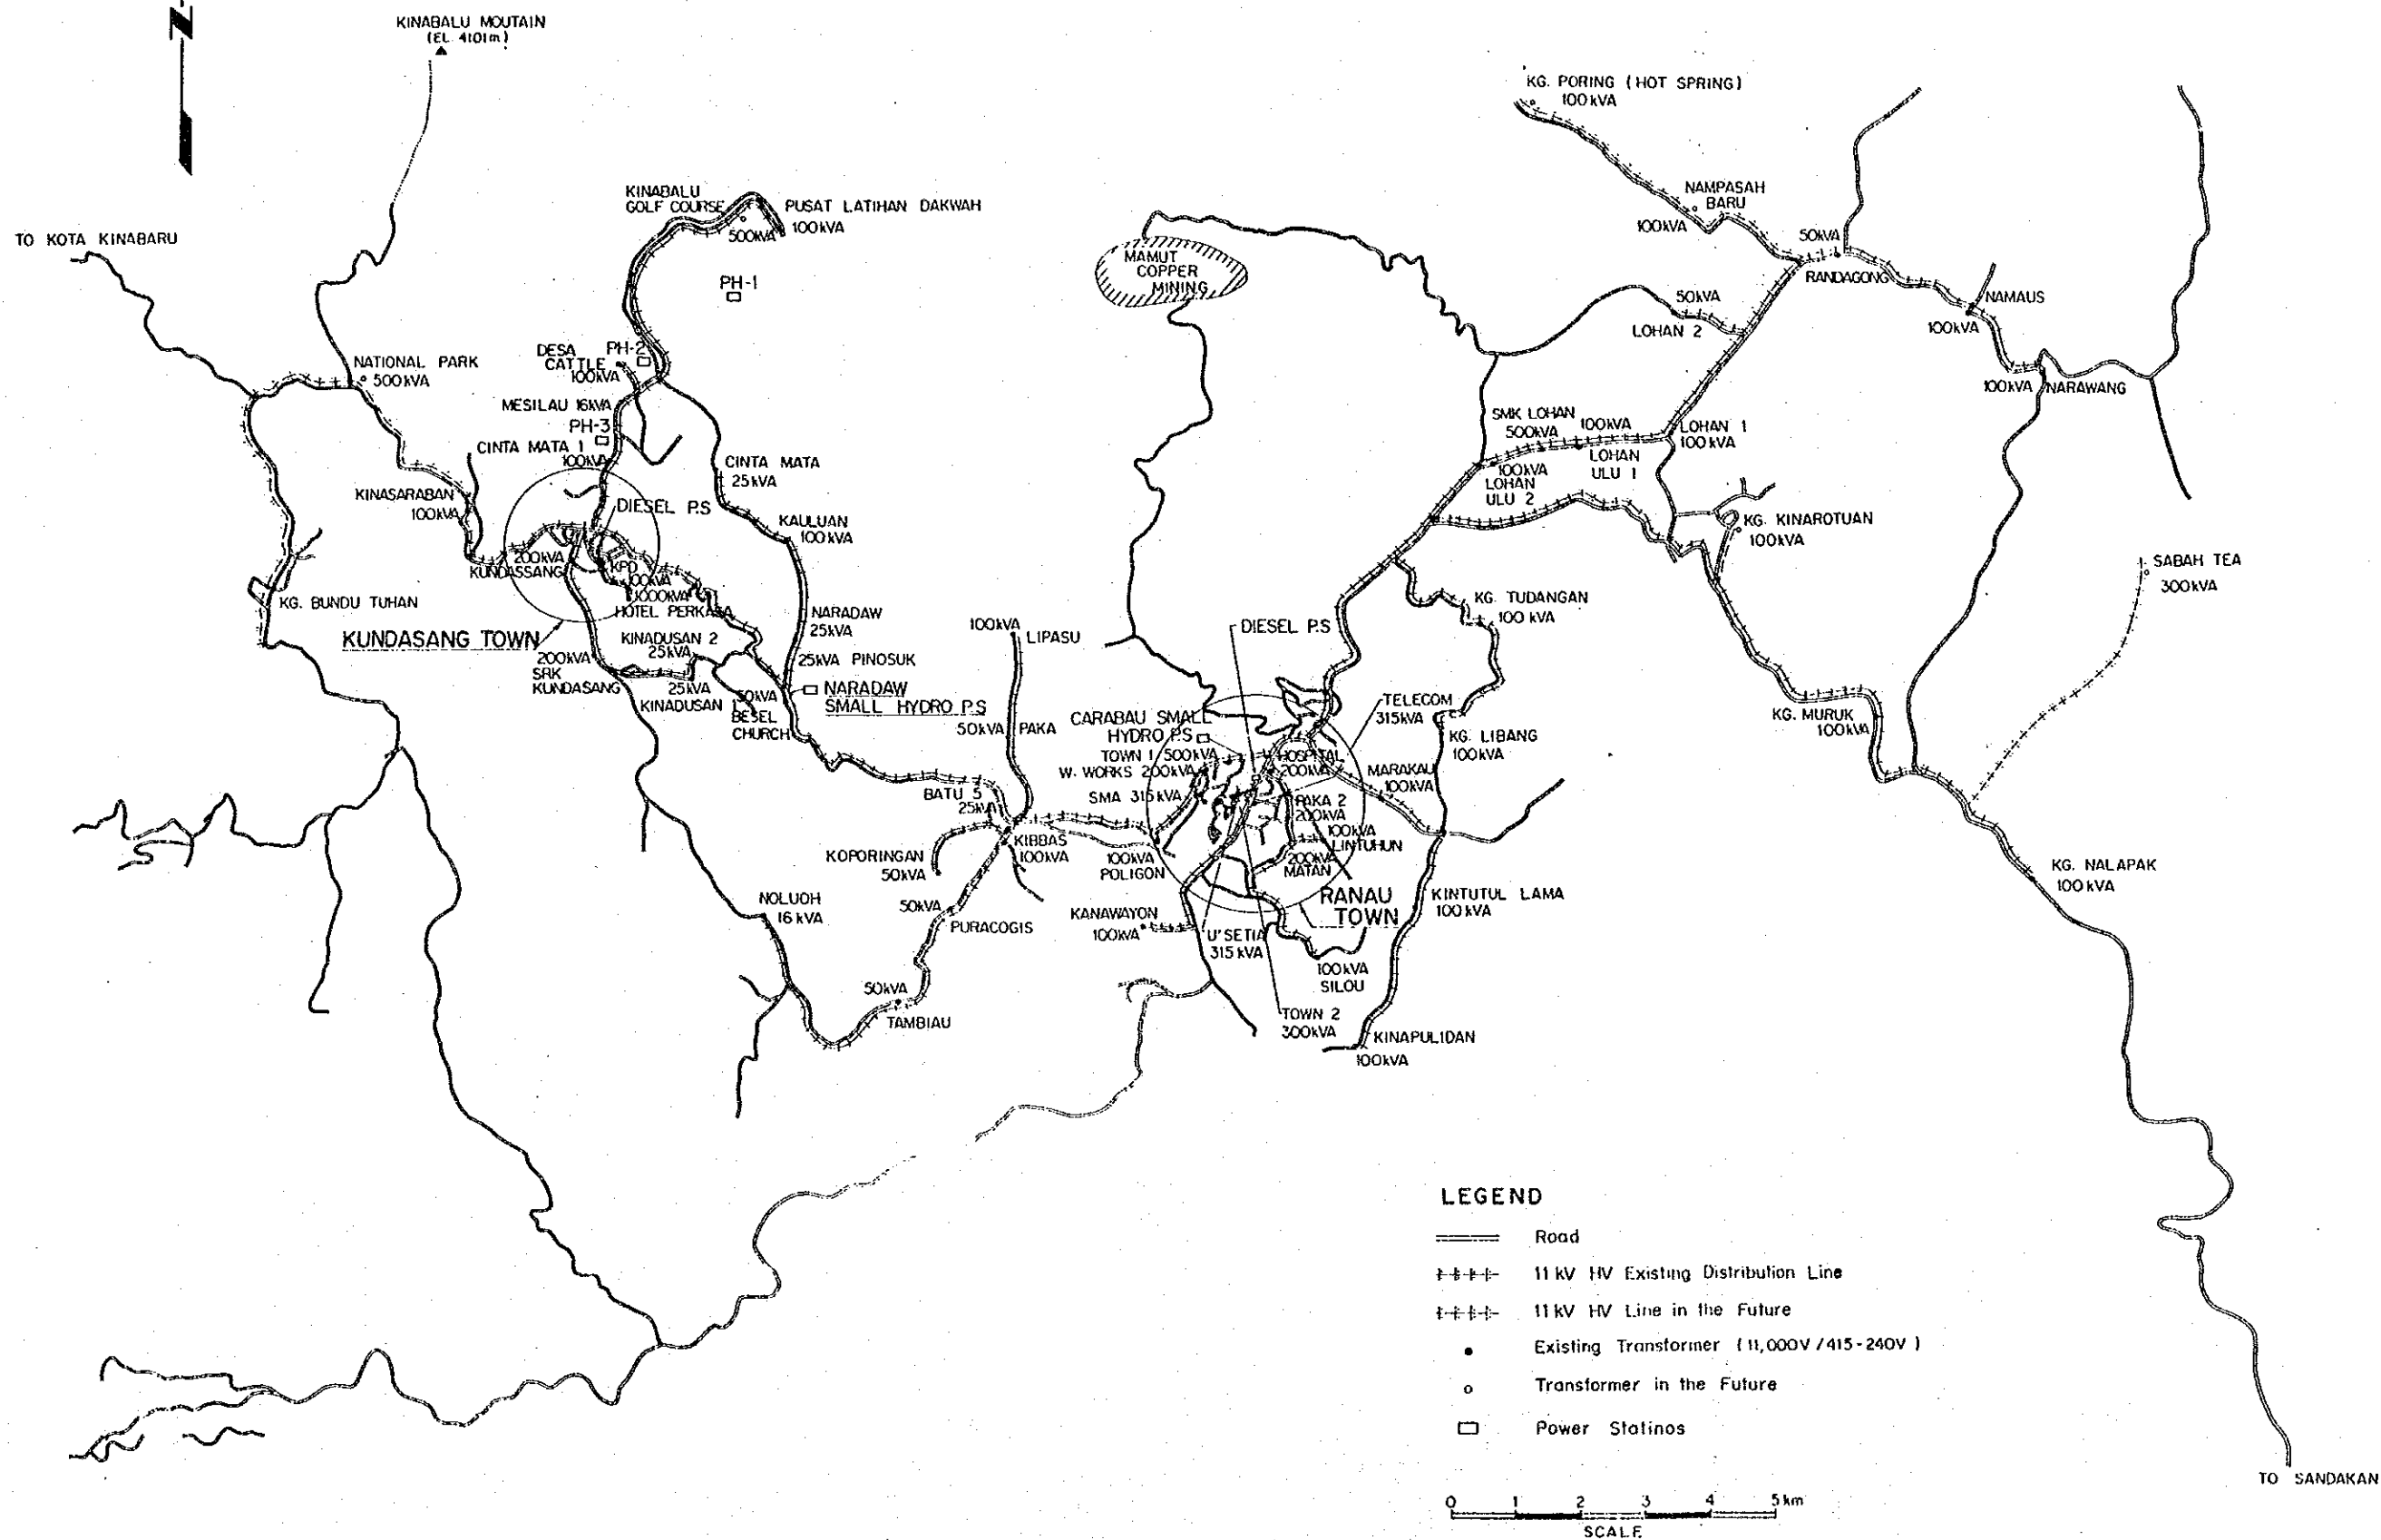 N
KINABALU MOUTAIN
(EL. 4101m)
TO KOTA KINABARU
KINABALU
GOLF COURSE
500kVA
PUSAT LATIHAN DAKWAH
100kVA
PH-1
DESA
CATTLE
100kVA
PH-2
NATIONAL PARK
500kVA
MESILAU 16kVA
PH-3
CINTA MATA 1
100kVA
CINTA MATA
25kVA
KINASARABAN
100kVA
DIESEL P.S
KAULUAN
100kVA
200kVA
KUNDASSANG
KPD
100kVA
1000kVA
HOTEL PERKASA
KG. BUNDU TUHAN
KUNDASANG TOWN
NARADAW
25kVA
KINADUSAN 2
25kVA
200kVA
SRK
KUNDASANG
25kVA PINOSUK
25kVA
KINADUSAN 1
50kVA
BESEL
CHURCH
NARADAW
SMALL HYDRO P.S
100kVA
LIPASU
50kVA PAKA
BATU 5
25kVA
KIBBAS
100kVA
KOPORINGAN
50kVA
50kVA
PURACOGIS
NOLUOH
16 kVA
50kVA
TAMBIAU
MAMUT
COPPER
MINING
KG. PORING (HOT SPRING)
100kVA
NAMPASAH
BARU
100kVA
50kVA
RANDAGONG
NAMAUS
100kVA
100kVA NARAWANG
50kVA
LOHAN 2
SMK LOHAN
500kVA
100kVA
LOHAN 1
100kVA
LOHAN
ULU 1
100kVA
LOHAN
ULU 2
KG. KINAROTUAN
100kVA
SABAH TEA
300kVA
KG. TUDANGAN
100 kVA
DIESEL P.S
TELECOM
315kVA
KG. LIBANG
100kVA
KG. MURUK
100kVA
CARABAU SMALL
HYDRO P.S
TOWN 1 500kVA
W. WORKS 200kVA
SMA 315kVA
HOSPITAL
200kVA
MARAKAU
100kVA
PAKA 2
200kVA
100kVA
LINTUHUN
200kVA
MATAN
100kVA
POLIGON
RANAU
TOWN
KANAWAYON
100kVA
U'SETIA
315 kVA
KINTUTUL LAMA
100kVA
100kVA
SILOU
TOWN 2
300kVA
KINAPULIDAN
100kVA
KG. NALAPAK
100 kVA
LEGEND
Road
11 kV HV Existing Distribution Line
11 kV HV Line in the Future
Existing Transformer (11,000V/415-240V)
Transformer in the Future
Power Statinos
0 1 2 3 4 5 km
SCALE
TO SANDAKAN